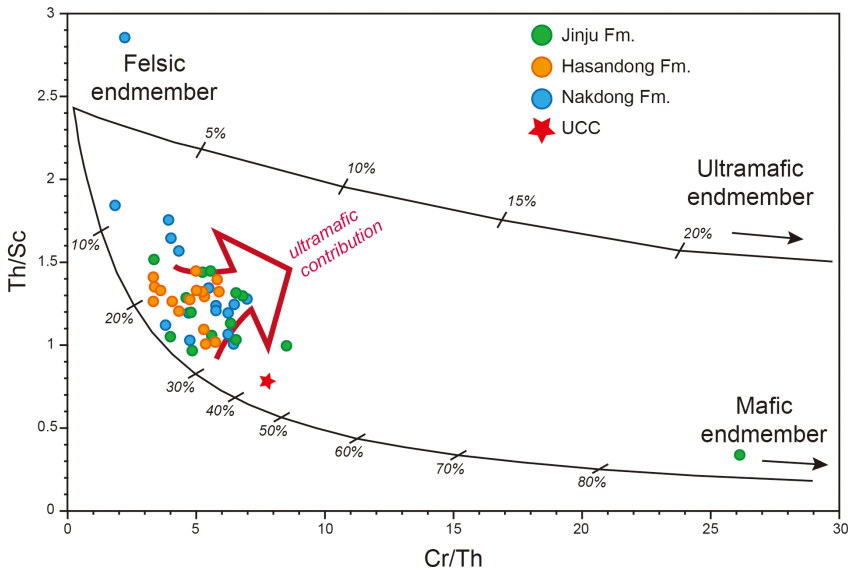 3
2.5
2
1.5
1
0.5
0
Th/Sc
Felsic
endmember
Jinju Fm.
Hasandong Fm.
Nakdong Fm.
UCC
5%
10%
15%
20%
Ultramafic
endmember
ultramafic
contribution
10%
20%
30%
40%
50%
60%
70%
80%
Mafic
endmember
0
5
10
15
20
25
30
Cr/Th